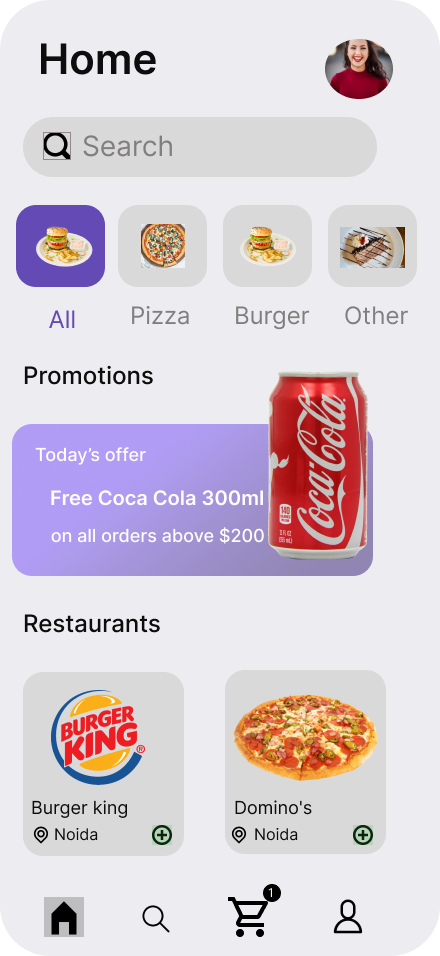 Home
Search
All
Pizza
Burger
Other
Promotions
Today's offer
Free Coca Cola 300ml
on all orders above $200
Coca-Cola
140
Restaurants
BURGER
KING
®
Burger king
Noida
Domino's
Noida
1